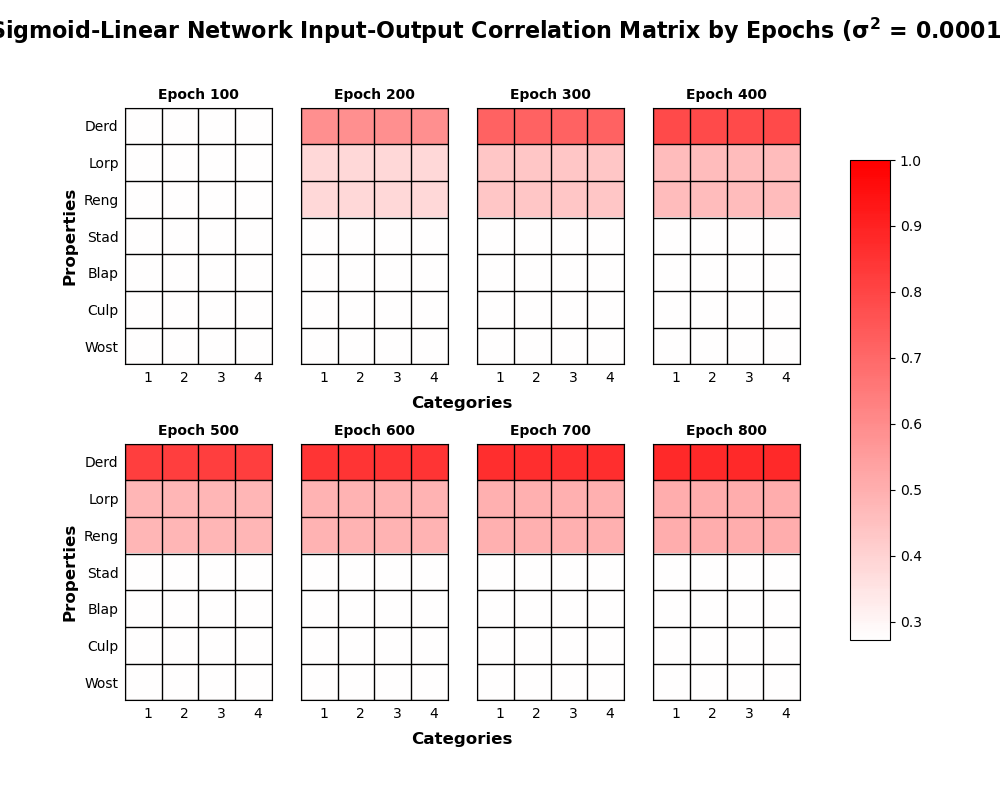 Sigmoid-Linear Network Input-Output Correlation Matrix by Epochs (σ² = 0.0001
Epoch 100 Epoch 200 Epoch 300 Epoch 400
Properties
Derd
Lorp
Reng
Stad
Blap
Culp
Wost
1 2 3 4 1 2 3 4 1 2 3 4 1 2 3 4
Categories
Epoch 500 Epoch 600 Epoch 700 Epoch 800
Properties
Derd
Lorp
Reng
Stad
Blap
Culp
Wost
1 2 3 4 1 2 3 4 1 2 3 4 1 2 3 4
Categories
1.0
0.9
0.8
0.7
0.6
0.5
0.4
0.3